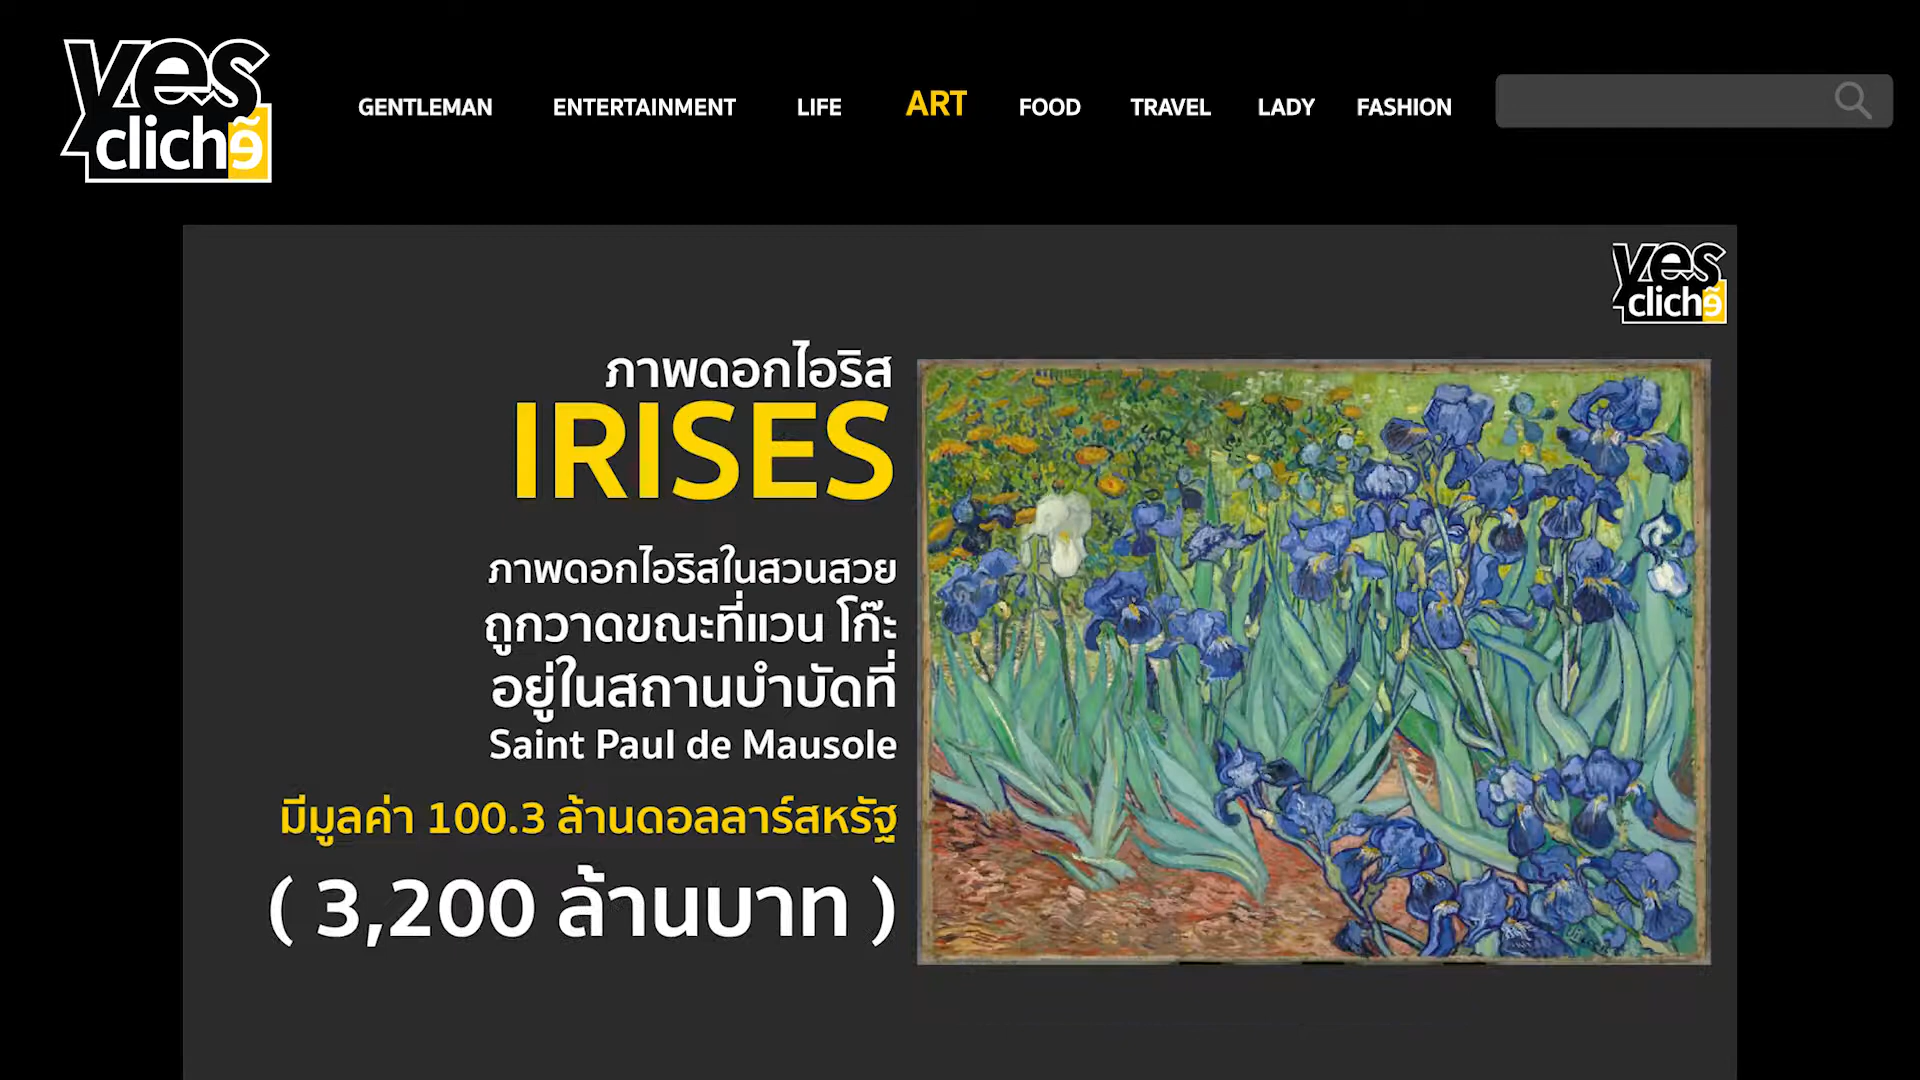 yes
clichẽ
GENTLEMAN
ENTERTAINMENT
LIFE
ART
FOOD
TRAVEL
LADY
FASHION
yes
clichẽ
ภาพดอกไอริส
IRISES
ภาพดอกไอริสในสวนสวย
ถูกวาดขณะที่แวน โก๊ะ
อยู่ในสถานบำบัดที่
Saint Paul de Mausole
มีมูลค่า 100.3 ล้านดอลลาร์สหรัฐ
( 3,200 ล้านบาท )
Vincent